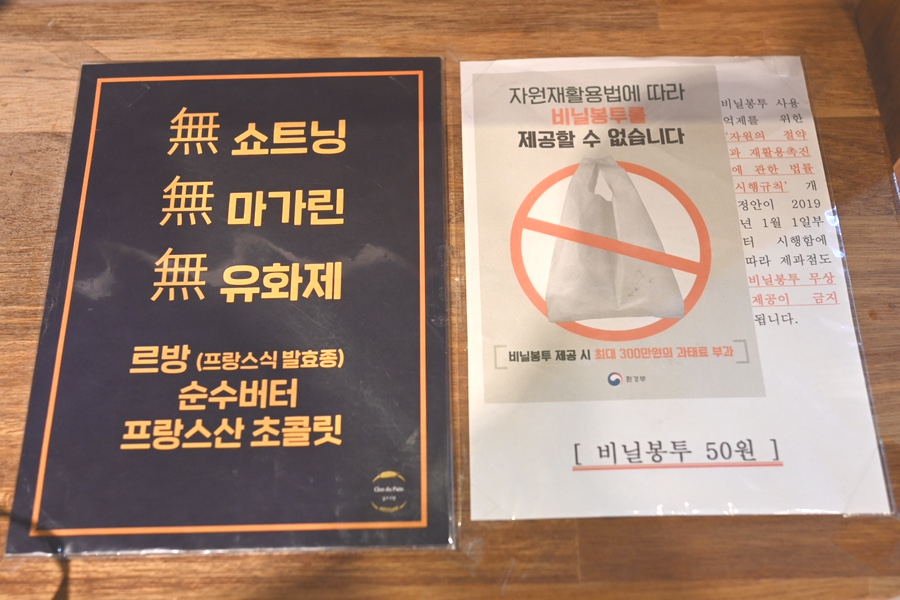 無 쇼트닝
無 마가린
無 유화제
르방 (프랑스식 발효종)
순수버터
프랑스산 초콜릿
Clos du Pain
자원재활용법에 따라
비닐봉투를
제공할 수 없습니다
비닐봉투 제공 시 최대 300만원의 과태료 부과
환경부
비닐봉투 사용
억제를 위한
'자원의 절약
과 재활용촉진
에 관한 법률
시행규칙' 개
정안이 2019
년 1월 1일부
터 시행함에
따라 제과점도
비닐봉투 무상
제공이 금지
됩니다.
[ 비닐봉투 50원 ]